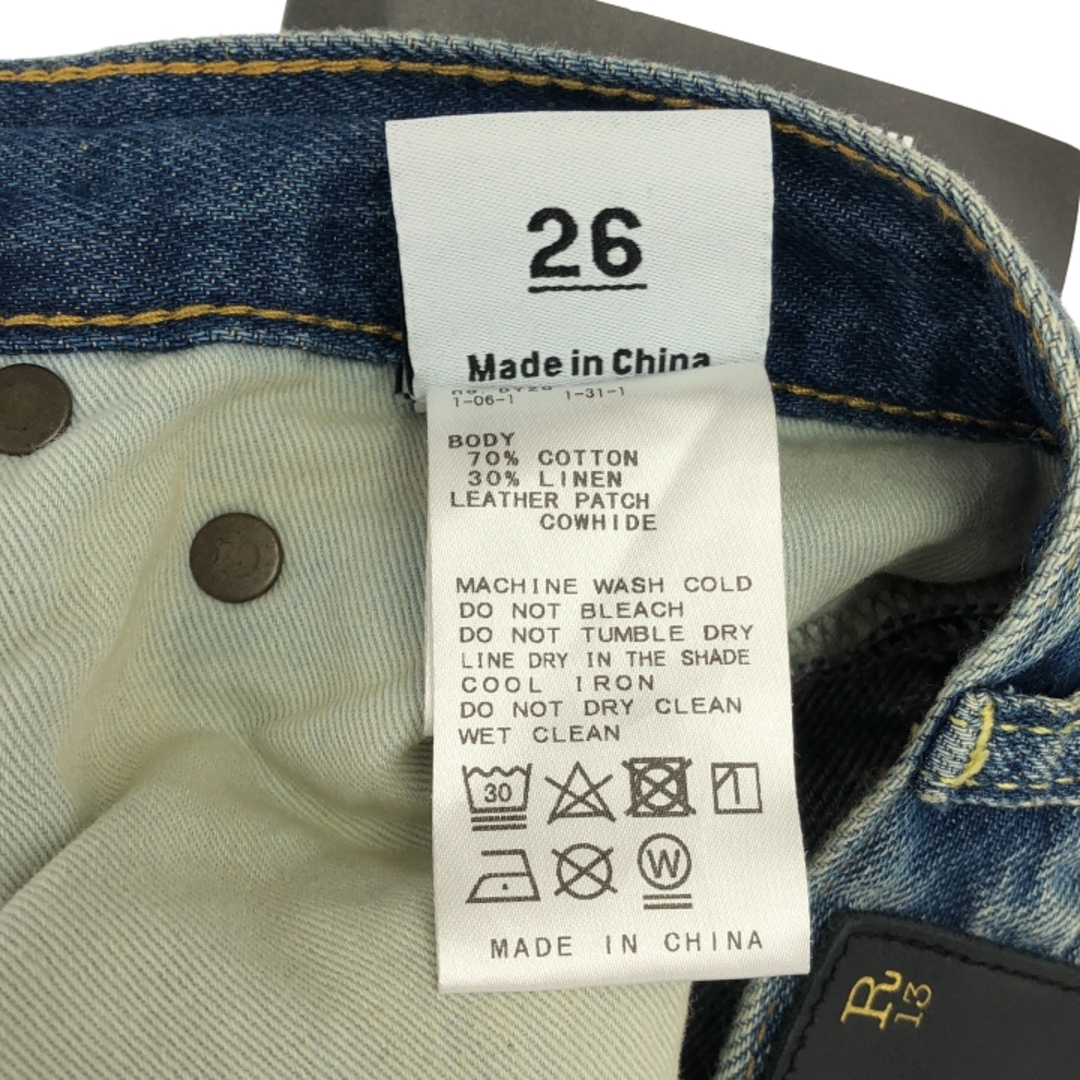 26
Made in China
1-06-1 1-31-1
BODY
70% COTTON
30% LINEN
LEATHER PATCH
COWHIDE
MACHINE WASH COLD
DO NOT BLEACH
DO NOT TUMBLE DRY
LINE DRY IN THE SHADE
COOL IRON
DO NOT DRY CLEAN
WET CLEAN
30
W
MADE IN CHINA
R
13